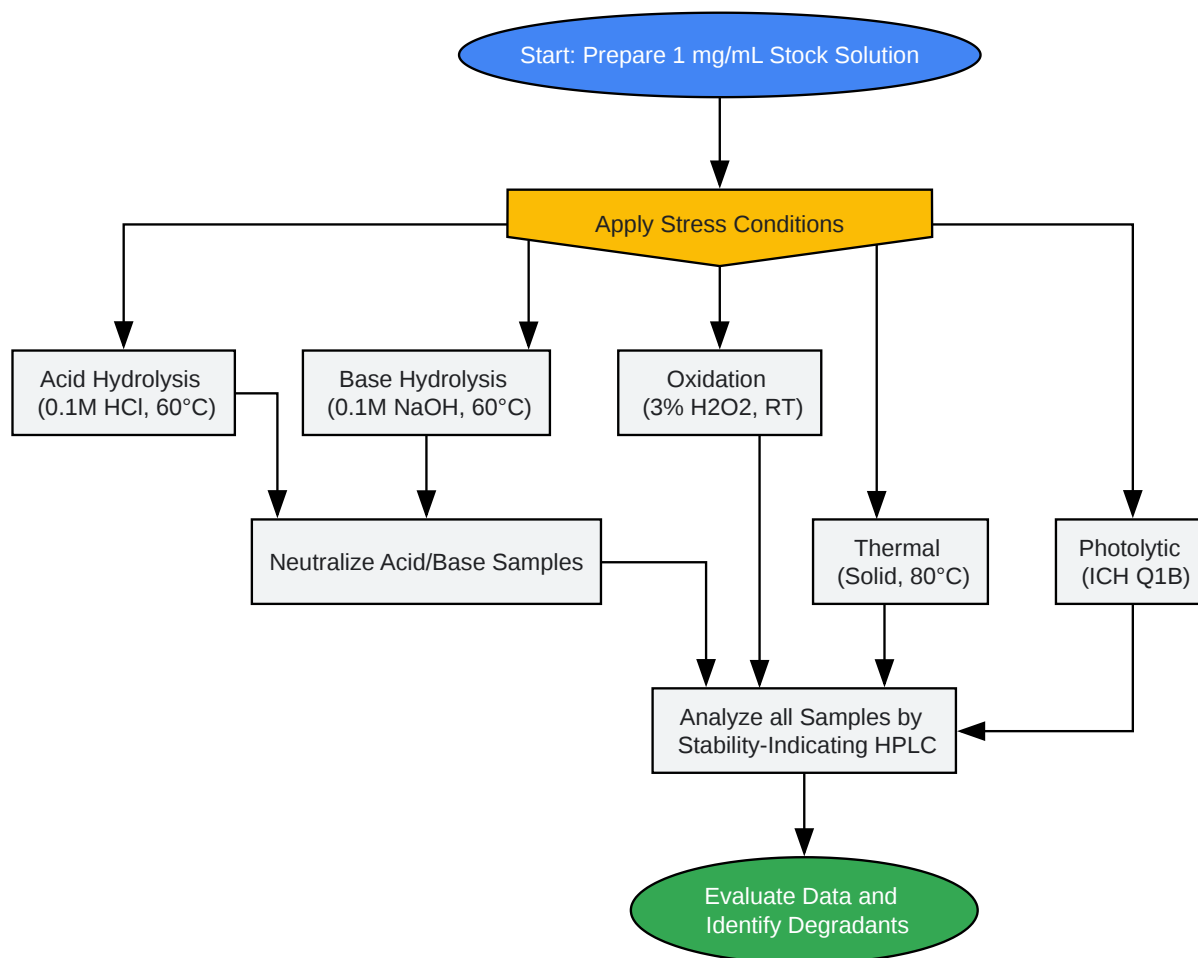 Start: Prepare 1 mg/mL Stock Solution
Apply Stress Conditions
Acid Hydrolysis
(0.1M HCl, 60°C)
Base Hydrolysis
(0.1M NaOH, 60°C)
Oxidation
(3% H2O2, RT)
Neutralize Acid/Base Samples
Thermal
(Solid, 80°C)
Photolytic
(ICH Q1B)
Analyze all Samples by
Stability-Indicating HPLC
Evaluate Data and
Identify Degradants